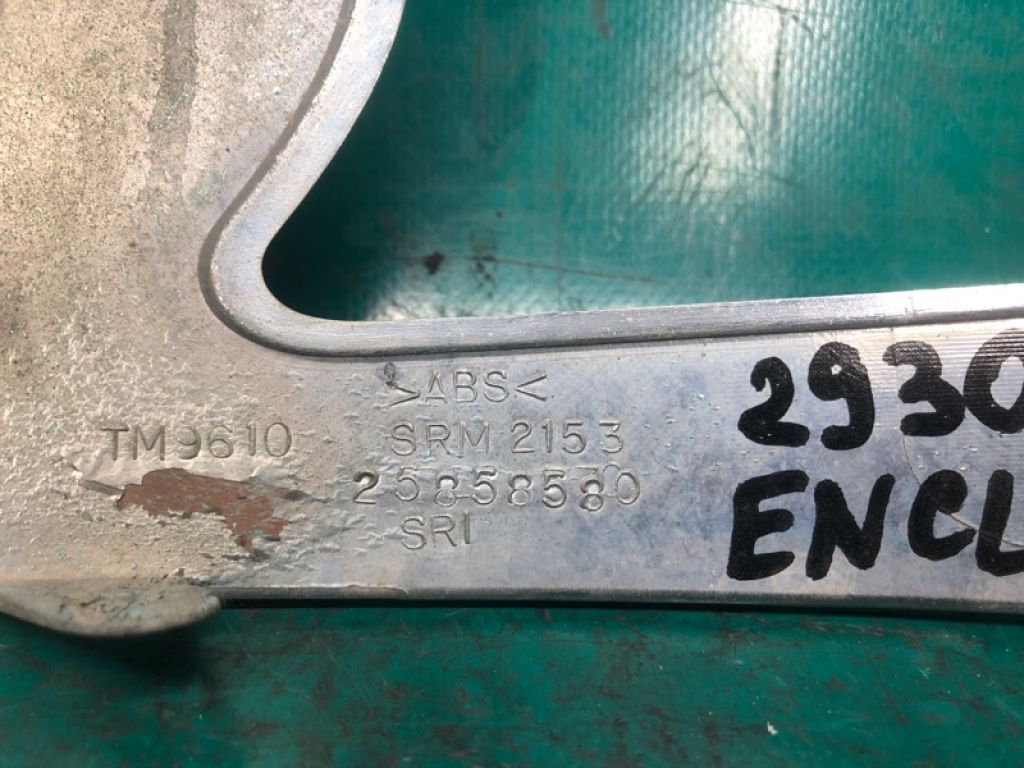 >ABS<
TM9610
SRM 2153
25858580
SRI
2930
ENCL